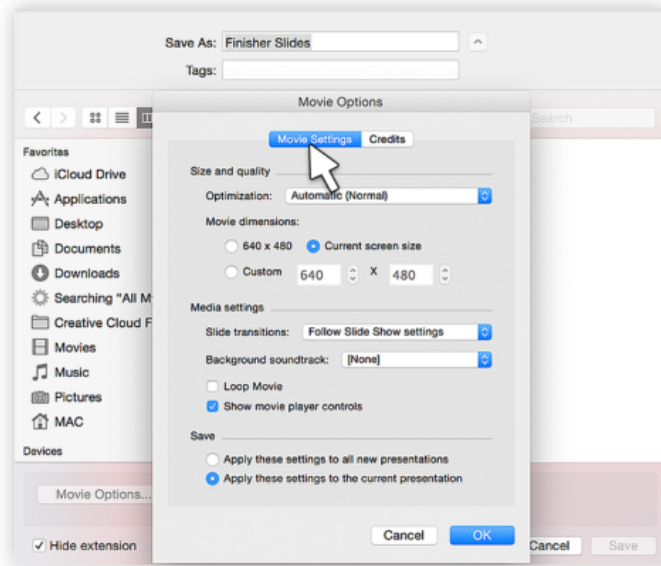 Save As: Finisher Slides
Tags:
Movie Options
Search
Movie Settings Credits
Favorites
iCloud Drive
Applications
Desktop
Documents
Downloads
Searching "All M
Creative Cloud F
Movies
Music
Pictures
MAC
Devices
Size and quality
Optimization: Automatic (Normal)
Movie dimensions:
640 x 480 Current screen size
Custom 640 X 480
Media settings
Slide transitions: Follow Slide Show settings
Background soundtrack: [None]
Loop Movie
Show movie player controls
Save
Apply these settings to all new presentations
Apply these settings to the current presentation
Cancel OK
Movie Options...
Hide extension
Cancel Save